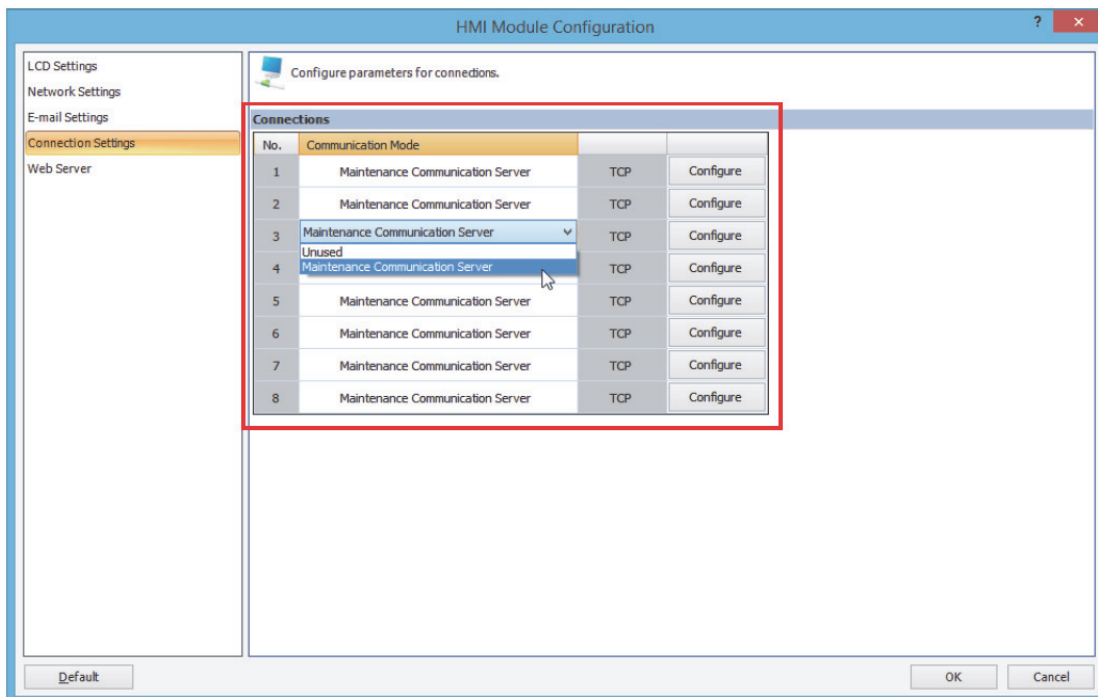 HMI Module Configuration
? ×
LCD Settings
Network Settings
E-mail Settings
Connection Settings
Web Server
Configure parameters for connections.
Connections
No. Communication Mode
1 Maintenance Communication Server TCP Configure
2 Maintenance Communication Server TCP Configure
3 Maintenance Communication Server TCP Configure
Unused
4 Maintenance Communication Server TCP Configure
5 Maintenance Communication Server TCP Configure
6 Maintenance Communication Server TCP Configure
7 Maintenance Communication Server TCP Configure
8 Maintenance Communication Server TCP Configure
Default OK Cancel